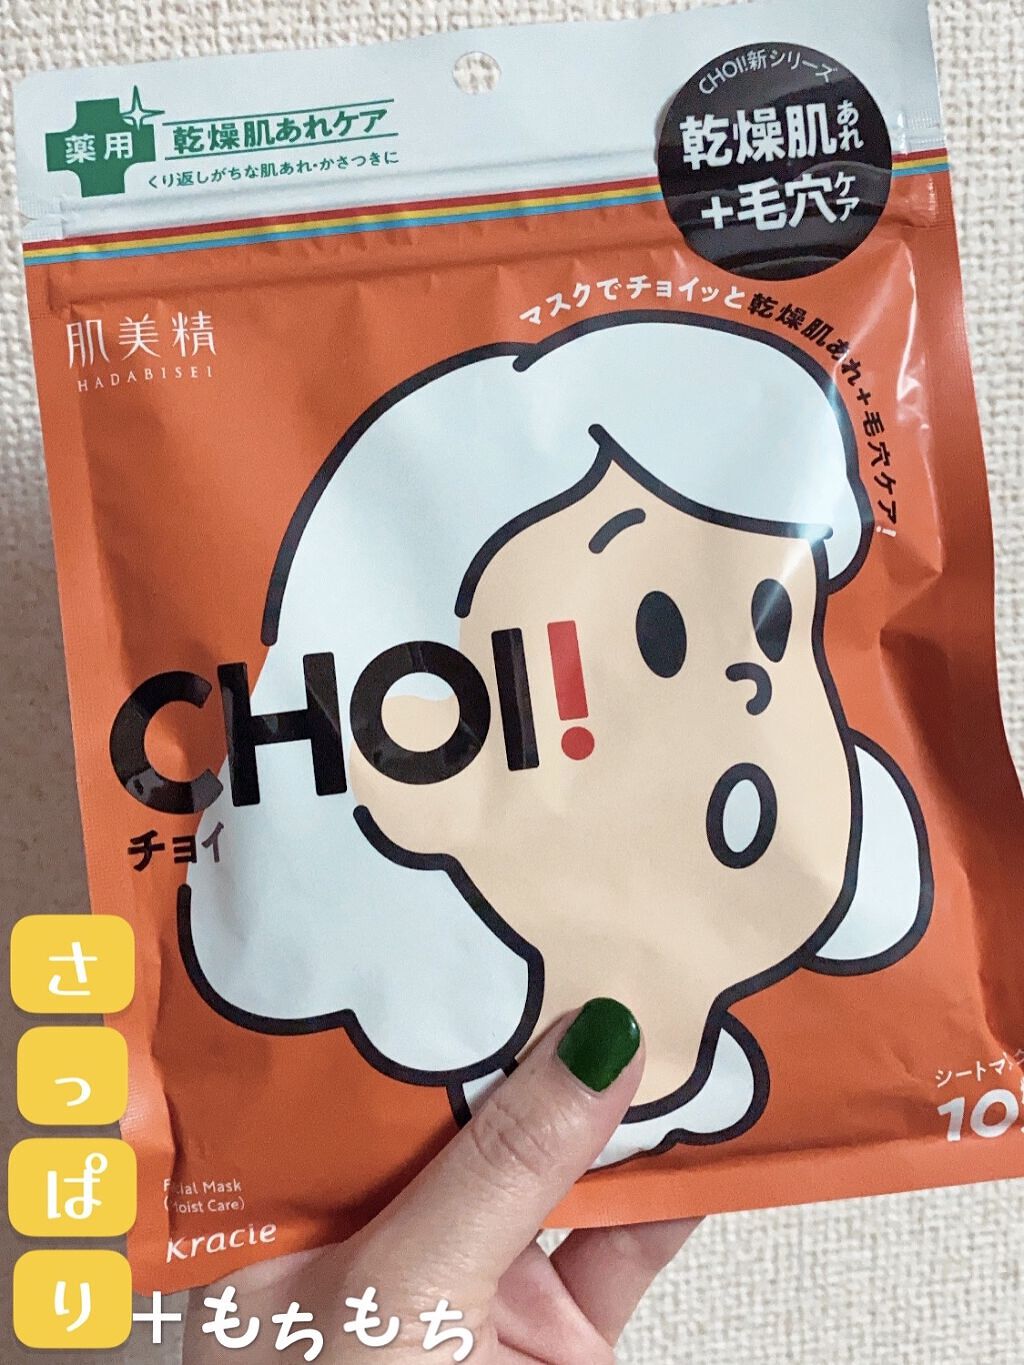 薬用
乾燥肌あれケア
くり返しがちな肌あれ・かさつきに
CHOI!新シリーズ
乾燥肌あれ
+毛穴ケア
マスクでチョイッと乾燥肌あれ+毛穴ケア!
肌美精
HADABISEI
CHOI!
チョイ
シートマスク
10
Facial Mask
(Moist Care)
Kracie
さっぱり+もちもち